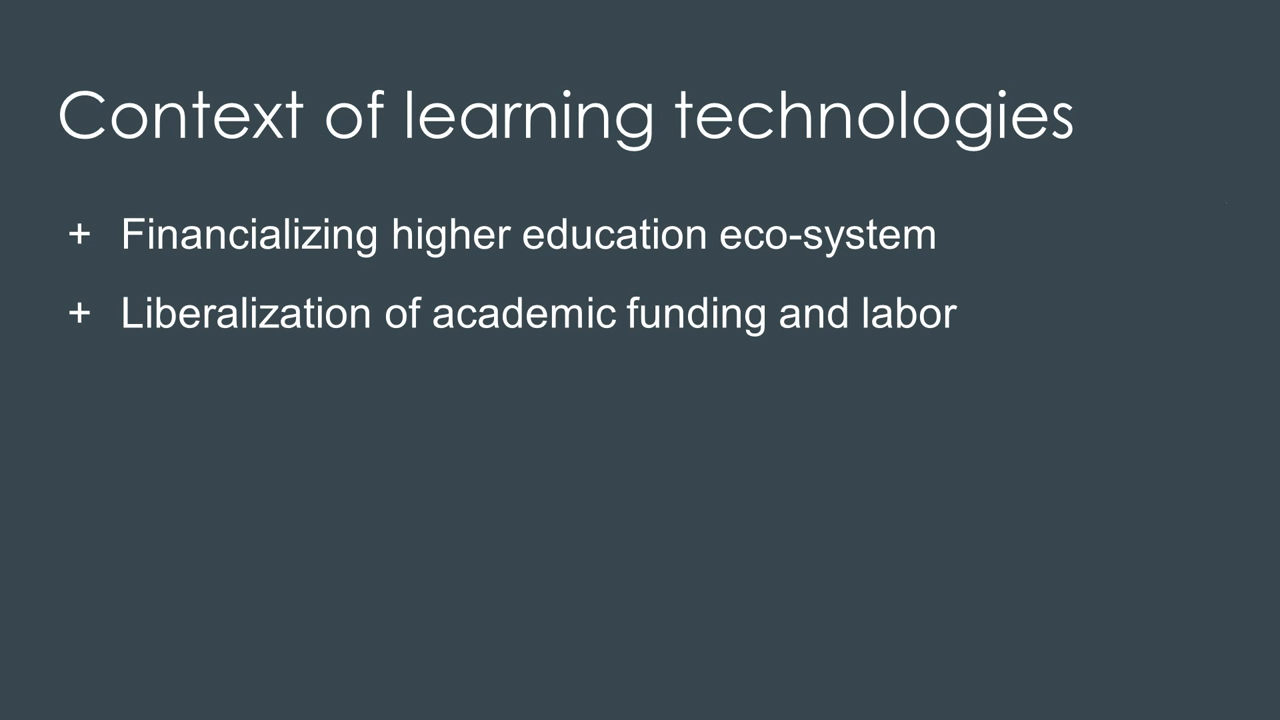 Context of learning technologies
+ Financializing higher education eco-system
+ Liberalization of academic funding and labor